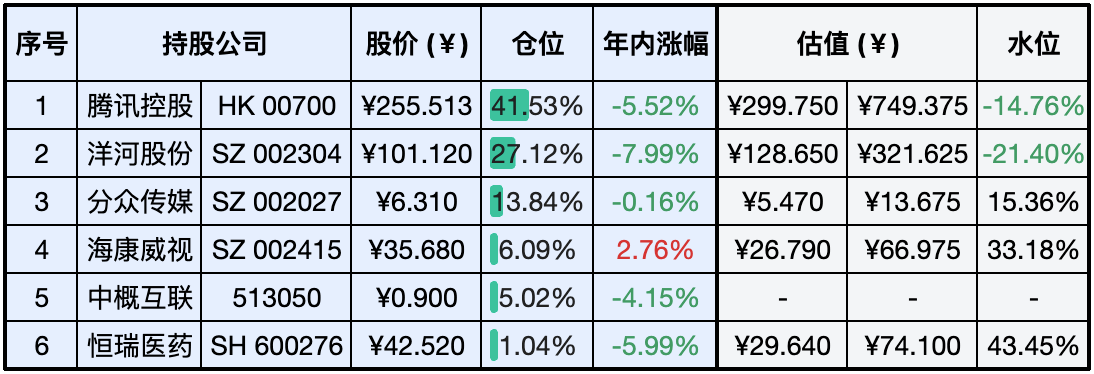 序号 持股公司 股价 (¥) 仓位 年内涨幅 估值 (¥) 水位
1 腾讯控股 HK 00700 ¥255.513 41.53% -5.52% ¥299.750 ¥749.375 -14.76%
2 洋河股份 SZ 002304 ¥101.120 27.12% -7.99% ¥128.650 ¥321.625 -21.40%
3 分众传媒 SZ 002027 ¥6.310 13.84% -0.16% ¥5.470 ¥13.675 15.36%
4 海康威视 SZ 002415 ¥35.680 6.09% 2.76% ¥26.790 ¥66.975 33.18%
5 中概互联 513050 ¥0.900 5.02% -4.15% - - -
6 恒瑞医药 SH 600276 ¥42.520 1.04% -5.99% ¥29.640 ¥74.100 43.45%